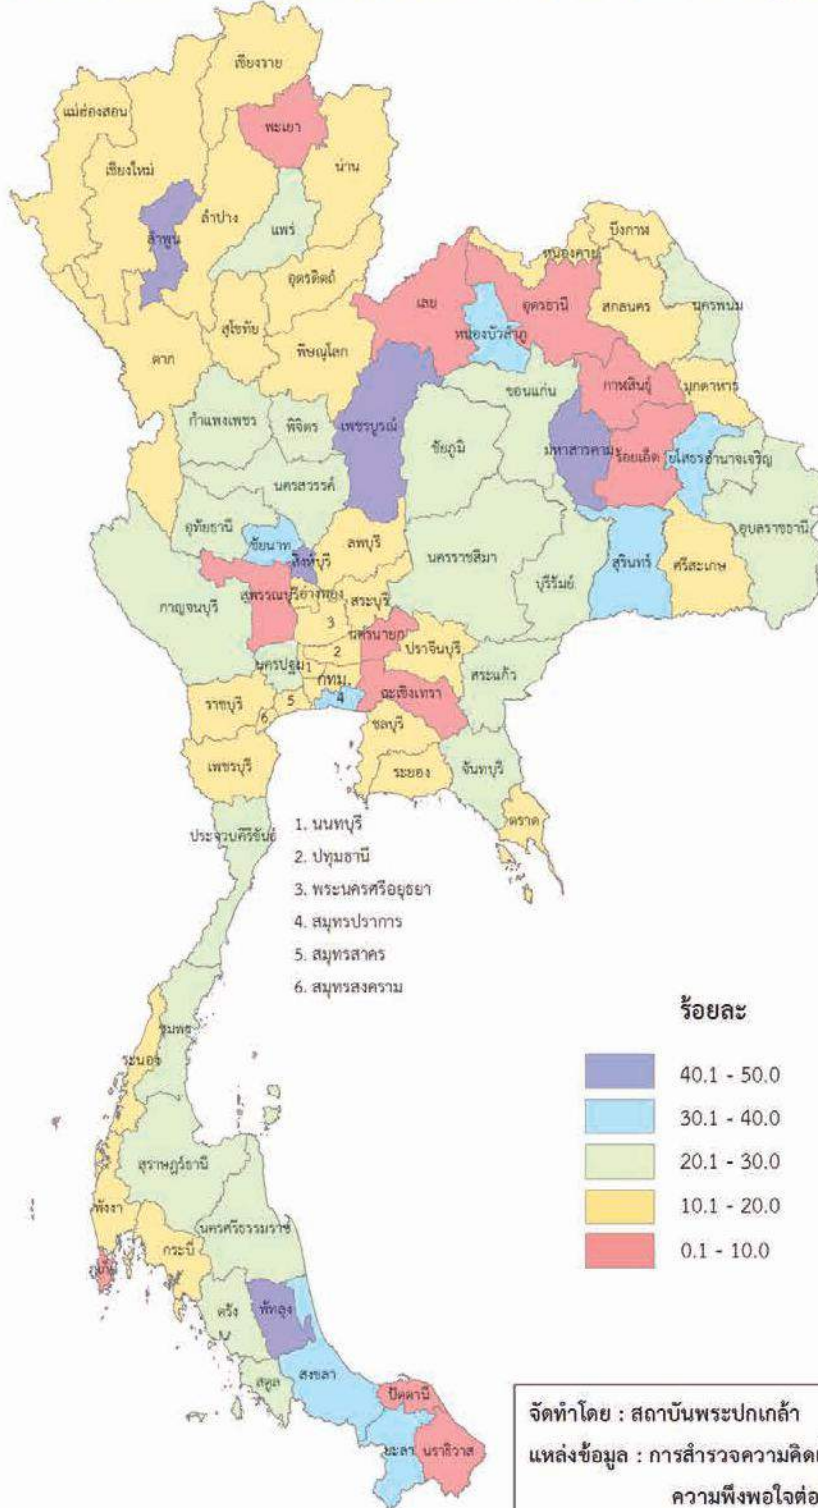 เชียงราย
แม่ฮ่องสอน
พะเยา
เชียงใหม่
น่าน
ลำปาง
ลำพูน
แพร่
อุตรดิตถ์
บึงกาฬ
หนองคาย
เลย
อุดรธานี
สกลนคร
นครพนม
สุโขทัย
หนองบัวลำภู
ตาก
พิษณุโลก
ขอนแก่น
กาฬสินธุ์
มุกดาหาร
กำแพงเพชร
พิจิตร
เพชรบูรณ์
ชัยภูมิ
มหาสารคาม
ร้อยเอ็ด
ยโสธร
อำนาจเจริญ
นครสวรรค์
อุทัยธานี
ชัยนาท
ลพบุรี
นครราชสีมา
บุรีรัมย์
สุรินทร์
ศรีสะเกษ
อุบลราชธานี
สิงห์บุรี
กาญจนบุรี
สุพรรณบุรี
อ่างทอง
สระบุรี
3
นครนายก
ปราจีนบุรี
2
นครปฐม
1
กทม.
สระแก้ว
ฉะเชิงเทรา
ราชบุรี
6
5
4
ชลบุรี
เพชรบุรี
ระยอง
จันทบุรี
ตราด
ประจวบคีรีขันธ์
1. นนทบุรี
2. ปทุมธานี
3. พระนครศรีอยุธยา
4. สมุทรปราการ
5. สมุทรสาคร
6. สมุทรสงคราม
ชุมพร
ระนอง
ร้อยละ
40.1 - 50.0
30.1 - 40.0
20.1 - 30.0
10.1 - 20.0
0.1 - 10.0
สุราษฎร์ธานี
พังงา
นครศรีธรรมราช
กระบี่
ภูเก็ต
ตรัง
พัทลุง
สงขลา
สตูล
ปัตตานี
ยะลา
นราธิวาส
จัดทำโดย : สถาบันพระปกเกล้า
แหล่งข้อมูล : การสำรวจความคิดเ
ความพึงพอใจต่อ